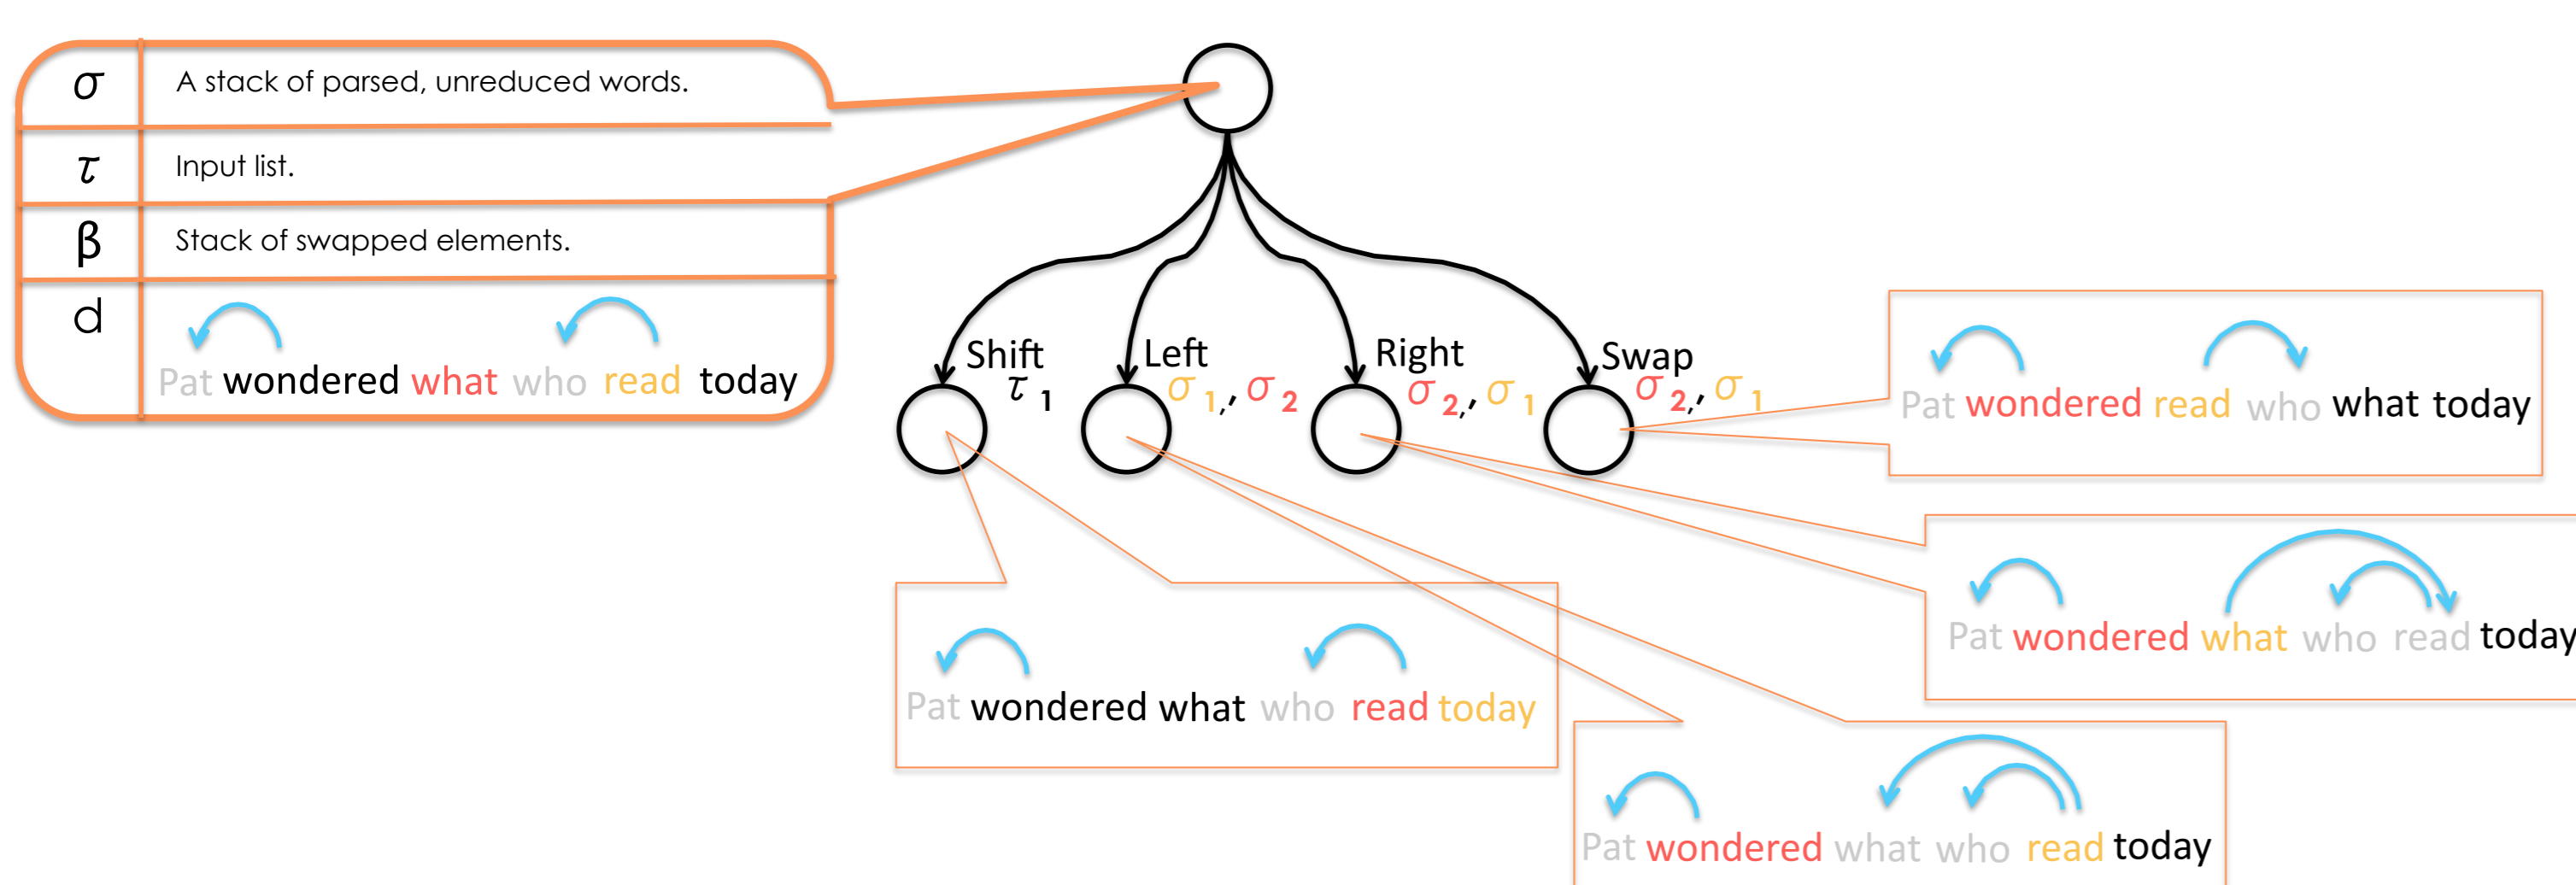 σ A stack of parsed, unreduced words.
τ Input list.
β Stack of swapped elements.
d
Pat wondered what who read today
Shift
τ 1
Left
σ 1,, σ 2
Right
σ 2,, σ 1
Swap
σ 2,, σ 1
Pat wondered read who what today
Pat wondered what who read today
Pat wondered what who read today
Pat wondered what who read today